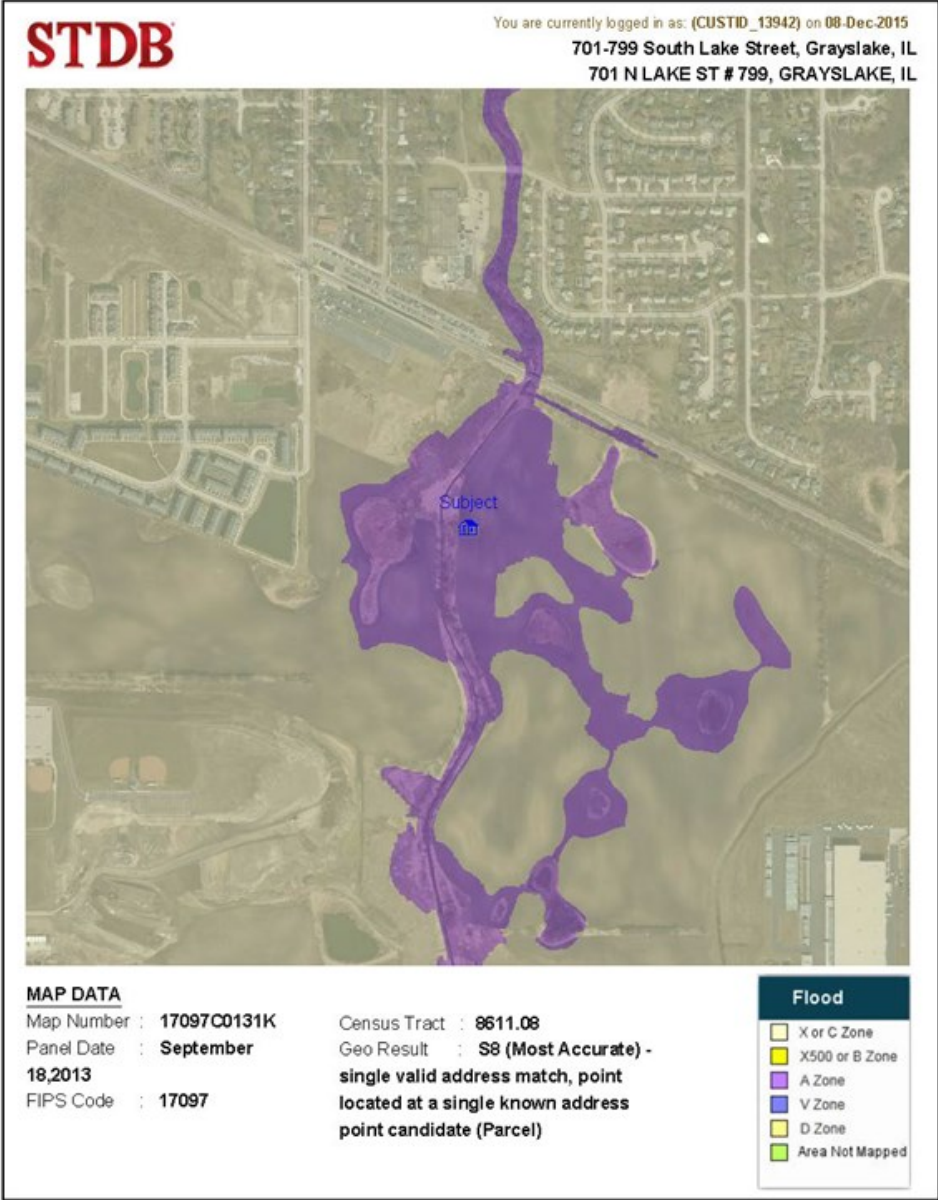 STDB
You are currently logged in as: (CUSTID_13942) on 08-Dec-2015
701-799 South Lake Street, Grayslake, IL
701 N LAKE ST # 799, GRAYSLAKE, IL
Subject
MAP DATA
Map Number : 17097C0131K
Panel Date : September
18,2013
FIPS Code : 17097
Census Tract : 8611.08
Geo Result : S8 (Most Accurate) -
single valid address match, point
located at a single known address
point candidate (Parcel)
Flood
X or C Zone
X500 or B Zone
A Zone
V Zone
D Zone
Area Not Mapped